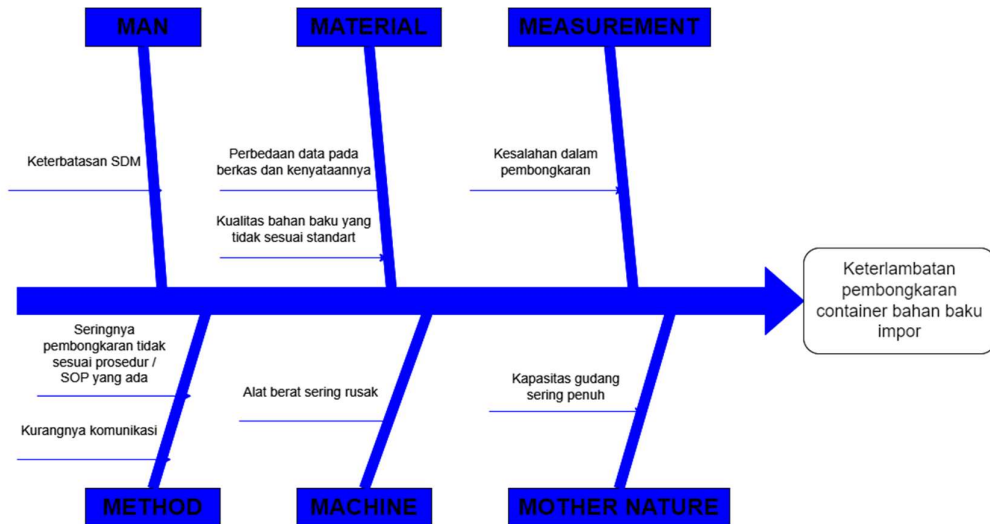 MAN
MATERIAL
MEASUREMENT
Keterbatasan SDM
Perbedaan data pada
berkas dan kenyataannya
Kualitas bahan baku yang
tidak sesuai standart
Kesalahan dalam
pembongkaran
Keterlambatan
pembongkaran
container bahan baku
impor
Seringnya
pembongkaran tidak
sesuai prosedur /
SOP yang ada
Kurangnya komunikasi
Alat berat sering rusak
Kapasitas gudang
sering penuh
METHOD
MACHINE
MOTHER NATURE